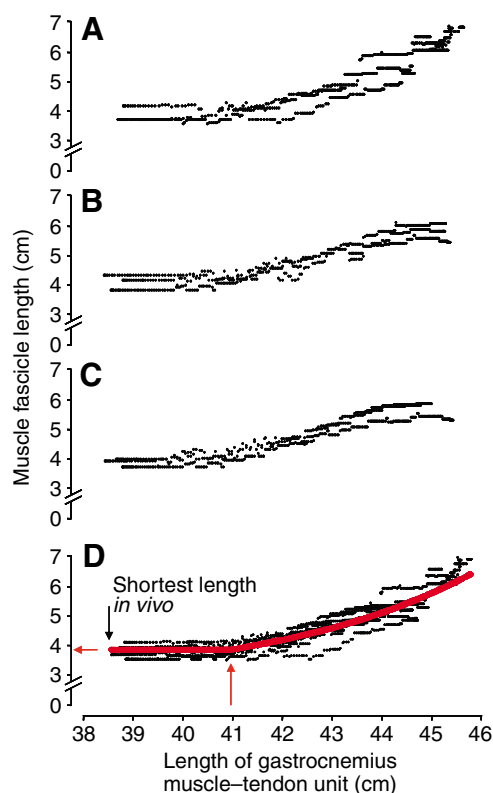 A
7
6
5
4
3
0
B
7
6
5
4
3
0
C
7
6
5
4
3
0
D
7
6
5
4
3
0
Muscle fascicle length (cm)
Shortest length
in vivo
38 39 40 41 42 43 44 45 46
Length of gastrocnemius
muscle–tendon unit (cm)